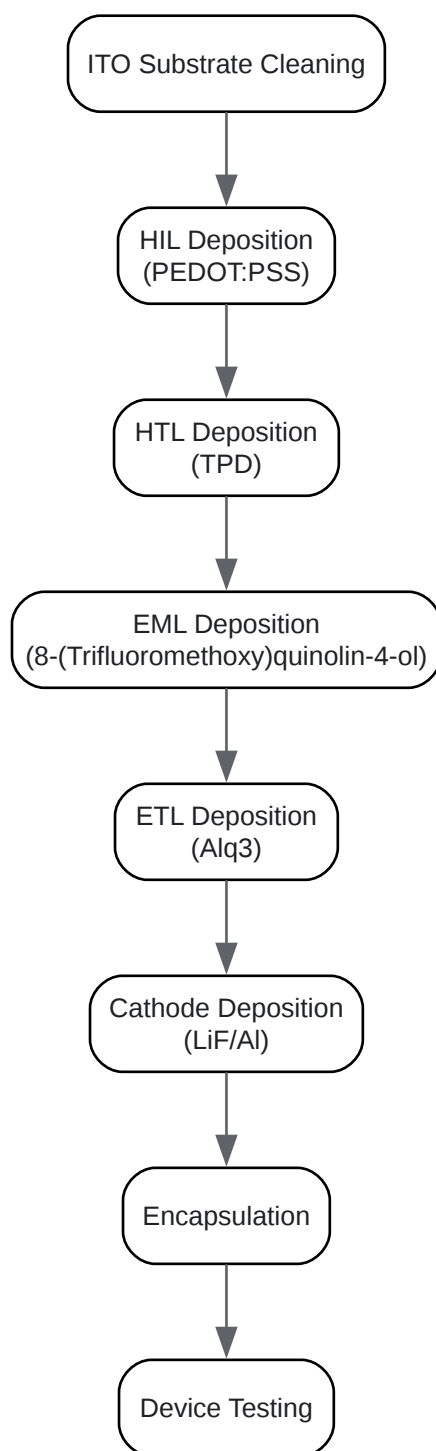 ITO Substrate Cleaning
HIL Deposition
(PEDOT:PSS)
HTL Deposition
(TPD)
EML Deposition
(8-(Trifluoromethoxy)quinolin-4-ol)
ETL Deposition
(Alq3)
Cathode Deposition
(LiF/Al)
Encapsulation
Device Testing